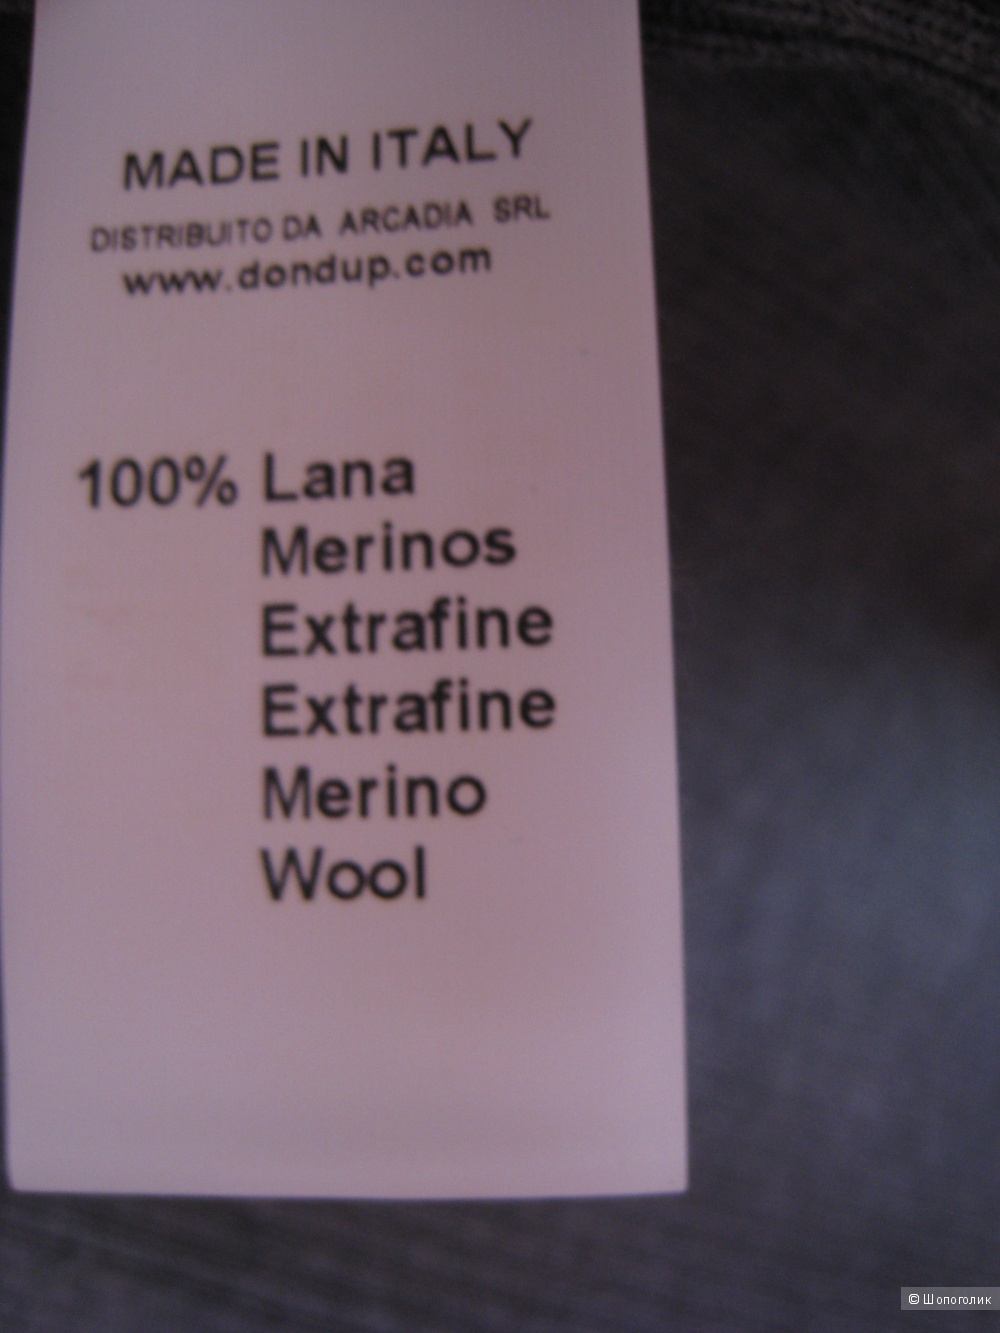 MADE IN ITALY
DISTRIBUITO DA ARCADIA SRL
www.dondup.com
100% Lana
Merinos
Extrafine
Extrafine
Merino
Wool
© Шопоголик